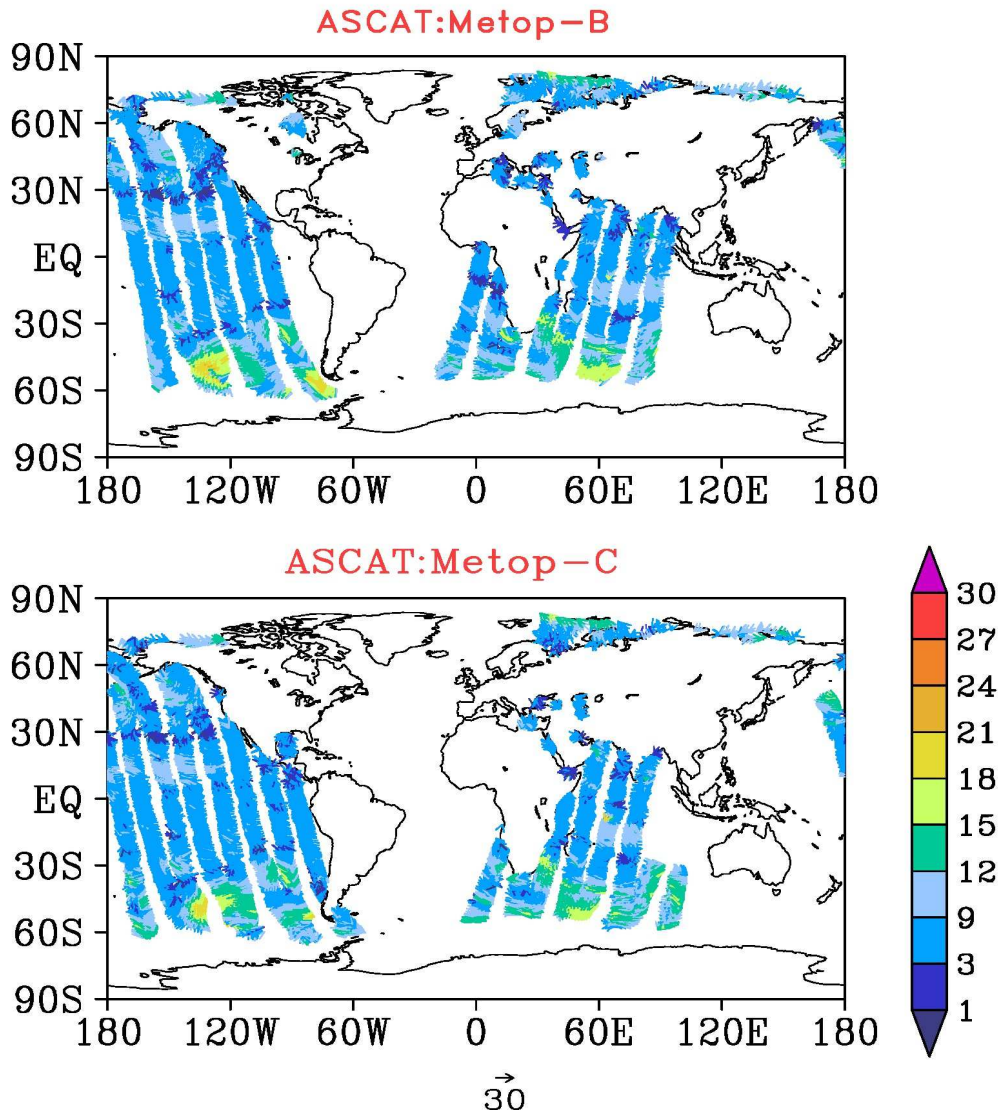 ASCAT:Metop-B
90N
60N
30N
EQ
30S
60S
90S
180 120W 60W 0 60E 120E 180
ASCAT:Metop-C
90N
60N
30N
EQ
30S
60S
90S
180 120W 60W 0 60E 120E 180
30
27
24
21
18
15
12
9
3
1
30